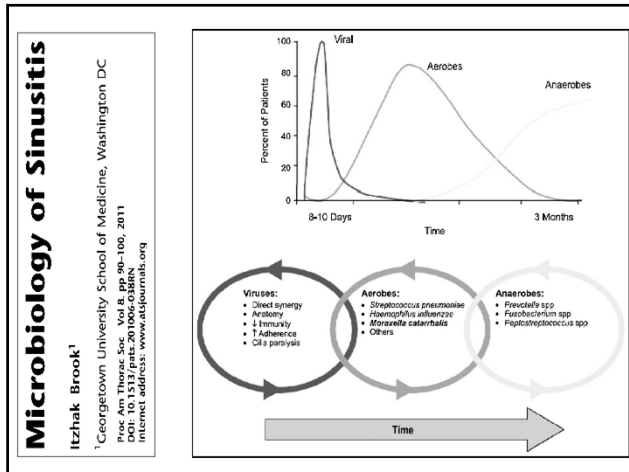 Microbiology of Sinusitis
Itzhak Brook¹
¹ Georgetown University School of Medicine, Washington DC
Proc Am Thorac Soc Vol 8. pp 90–100, 2011
DOI: 10.1513/pats.201006-038RN
Internet address: www.atsjournals.org
Viral
Aerobes
Anaerobes
Percent of Patients
100
80
60
40
20
0
8-10 Days
3 Months
Time
Viruses:
• Direct synergy
• Anatomy
• ↓ Immunity
• ↑ Adherence
• Cilia paralysis
Aerobes:
• Streptococcus pneumoniae
• Haemophilus influenzae
• Moraxella catarrhalis
• Others
Anaerobes:
• Prevotella spp
• Fusobacterium spp
• Peptostreptococcus spp
Time